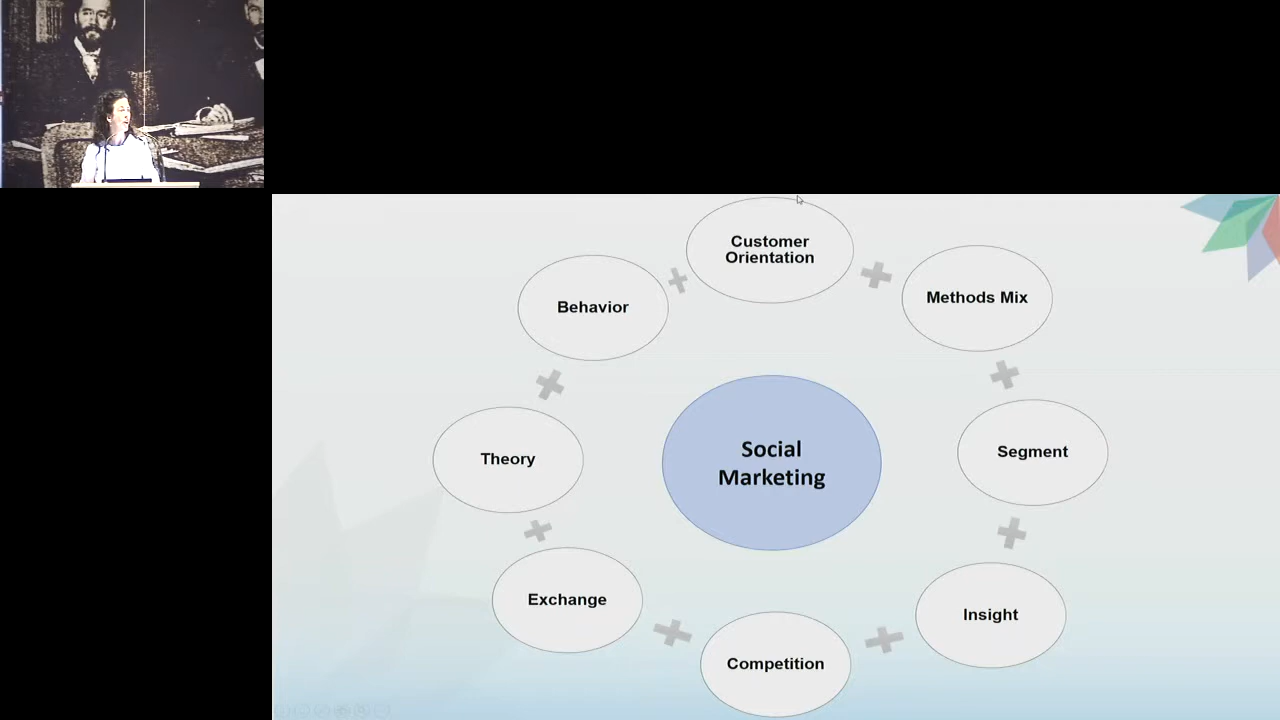 Customer
Orientation
Methods Mix
Behavior
Social
Marketing
Segment
Theory
Exchange
Insight
Competition